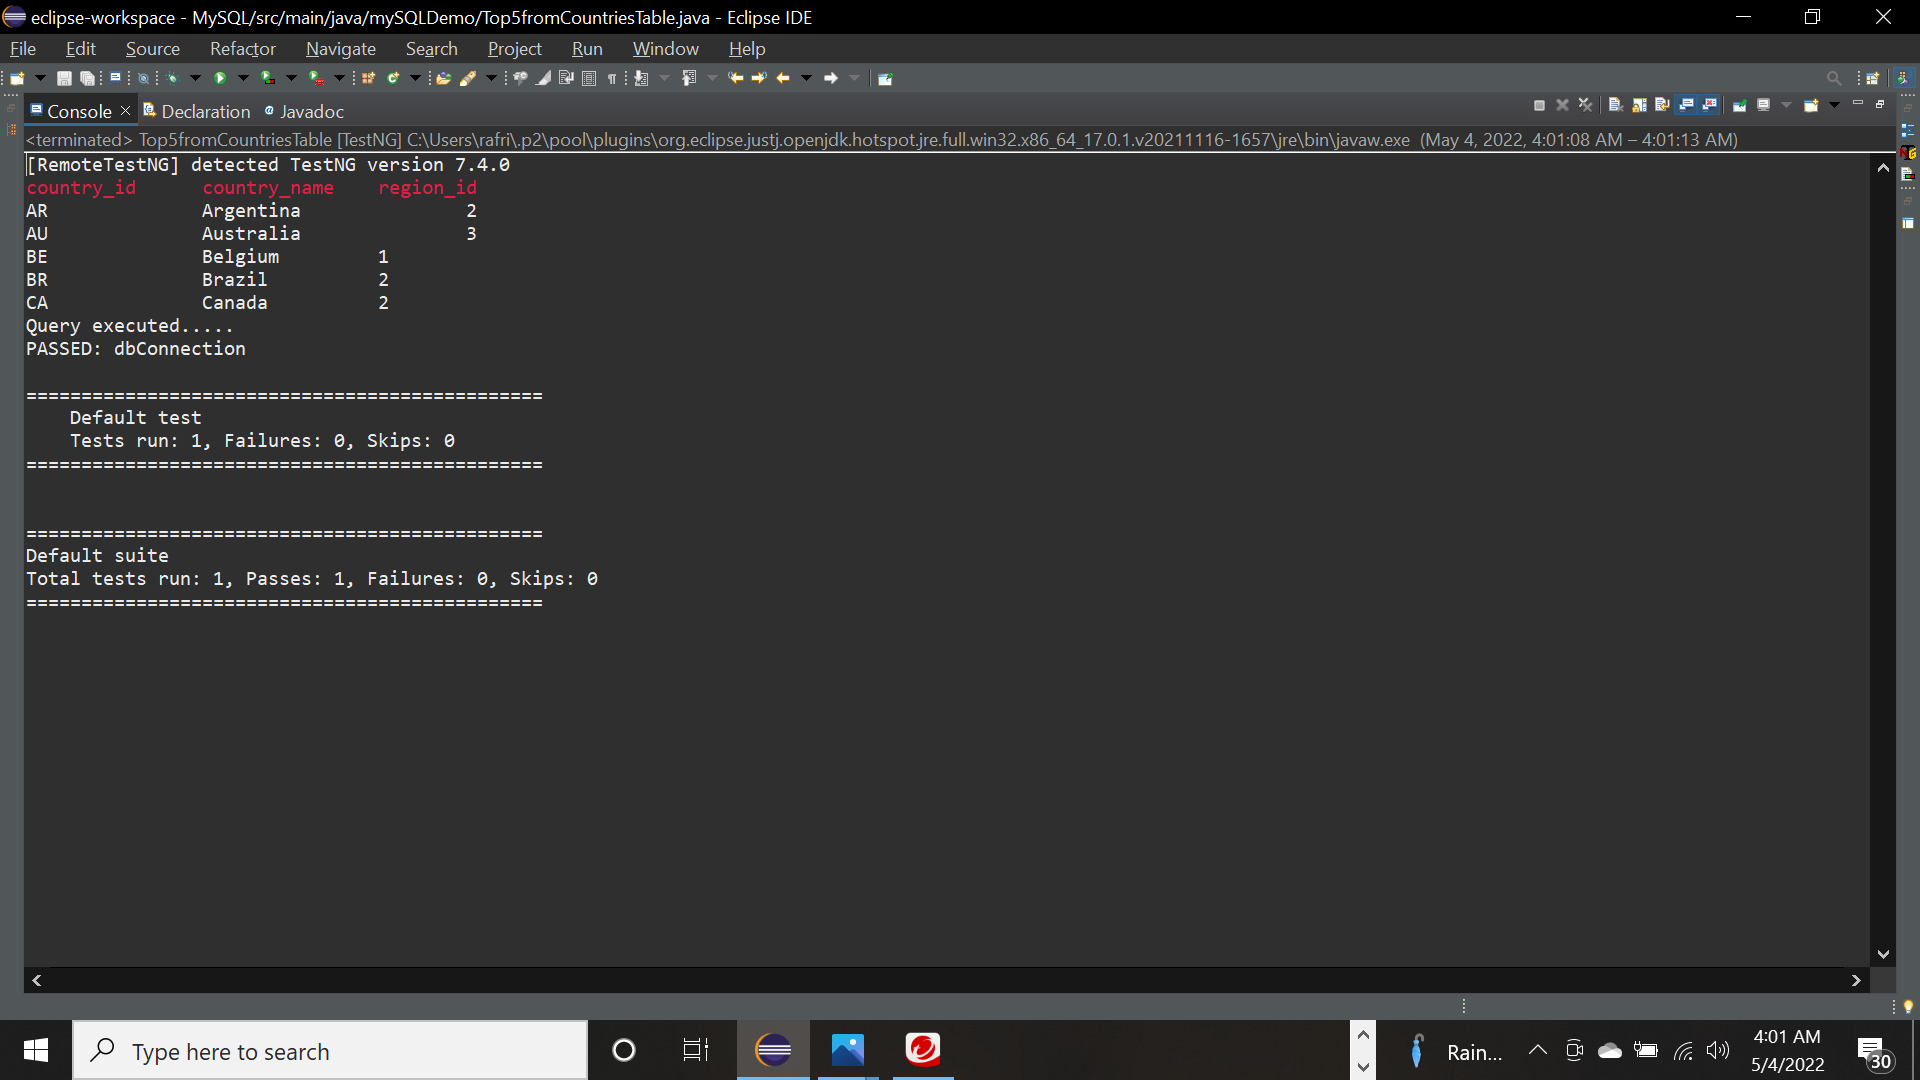 eclipse-workspace - MySQL/src/main/java/mySQLDemo/Top5fromCountriesTable.java - Eclipse IDE
File Edit Source Refactor Navigate Search Project Run Window Help
Console Declaration Javadoc
<terminated> Top5fromCountriesTable [TestNG] C:\Users\rafri\.p2\pool\plugins\org.eclipse.justj.openjdk.hotspot.jre.full.win32.x86_64_17.0.1.v20211116-1657\jre\bin\javaw.exe (May 4, 2022, 4:01:08 AM – 4:01:13 AM)
[RemoteTestNG] detected TestNG version 7.4.0
country_id country_name region_id
AR Argentina 2
AU Australia 3
BE Belgium 1
BR Brazil 2
CA Canada 2
Query executed.....
PASSED: dbConnection
===============================================
Default test
Tests run: 1, Failures: 0, Skips: 0
===============================================
===============================================
Default suite
Total tests run: 1, Passes: 1, Failures: 0, Skips: 0
===============================================
Type here to search
Rain...
4:01 AM
5/4/2022
30